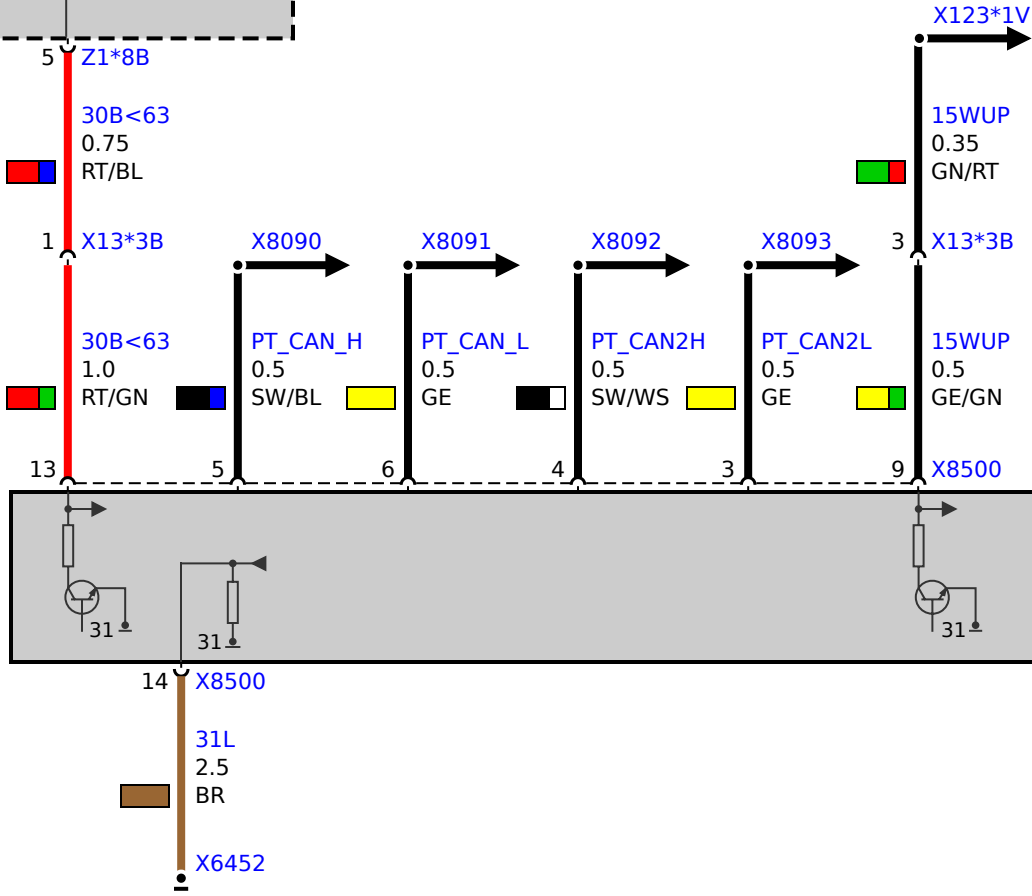 X123*1V
5 Z1*8B
30B<63
0.75
RT/BL
15WUP
0.35
GN/RT
1 X13*3B
X8090
X8091
X8092
X8093
3 X13*3B
30B<63
1.0
RT/GN
PT_CAN_H
0.5
SW/BL
PT_CAN_L
0.5
GE
PT_CAN2H
0.5
SW/WS
PT_CAN2L
0.5
GE
15WUP
0.5
GE/GN
13
5
6
4
3
9 X8500
31
31
31
14 X8500
31L
2.5
BR
X6452